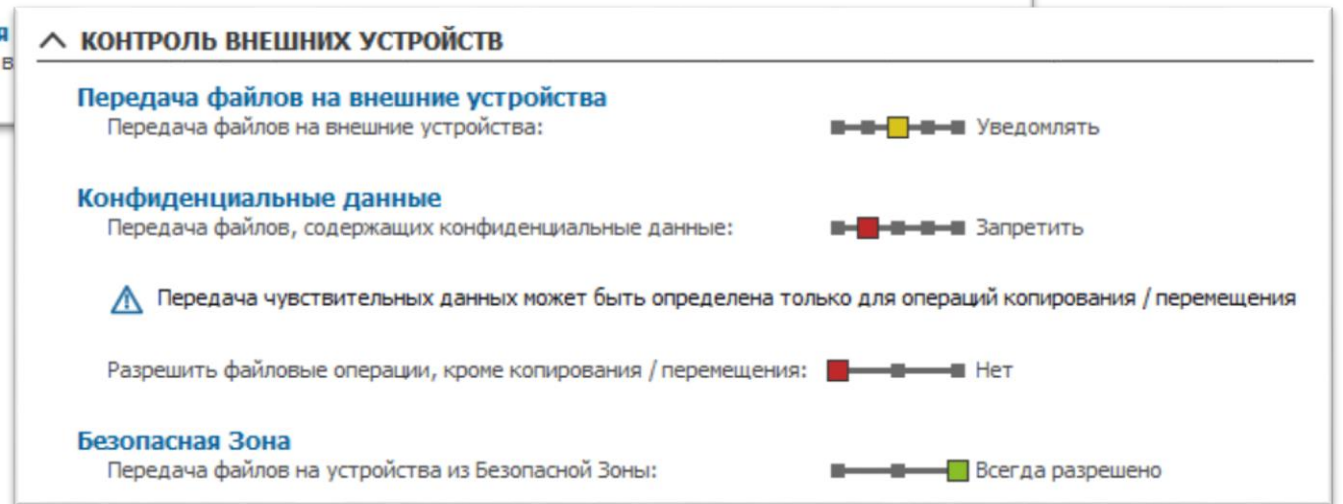 я
в
КОНТРОЛЬ ВНЕШНИХ УСТРОЙСТВ
Передача файлов на внешние устройства
Передача файлов на внешние устройства: Уведомлять
Конфиденциальные данные
Передача файлов, содержащих конфиденциальные данные: Запретить
Передача чувствительных данных может быть определена только для операций копирования / перемещения
Разрешить файловые операции, кроме копирования / перемещения: Нет
Безопасная Зона
Передача файлов на устройства из Безопасной Зоны: Всегда разрешено